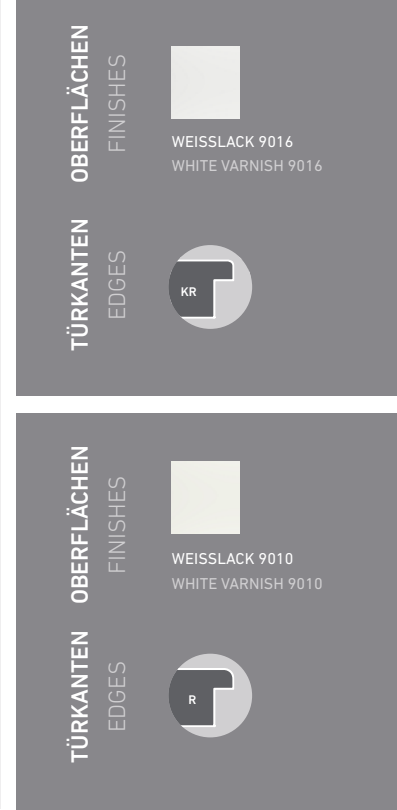 OBERFLÄCHEN
FINISHES
WEISSLACK 9016
WHITE VARNISH 9016
TÜRKANTEN
EDGES
KR
OBERFLÄCHEN
FINISHES
WEISSLACK 9010
WHITE VARNISH 9010
TÜRKANTEN
EDGES
R